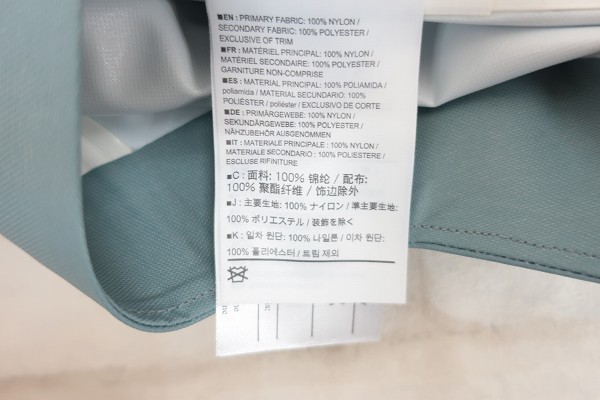 ■EN : PRIMARY FABRIC: 100% NYLON /
SECONDARY FABRIC: 100% POLYESTER /
EXCLUSIVE OF TRIM
■FR : MATÉRIEL PRINCIPAL: 100% NYLON /
MATÉRIEL SECONDAIRE: 100% POLYESTER /
GARNITURE NON-COMPRISE
■ES : MATERIAL PRINCIPAL: 100% POLIAMIDA /
poliamida / MATERIAL SECUNDARIO: 100%
POLIÉSTER / poliéster / EXCLUSIVO DE CORTE
■DE : PRIMÄRGEWEBE: 100% NYLON /
SEKUNDÄRGEWEBE: 100% POLYESTER /
NÄHZUBEHÖR AUSGENOMMEN
■IT : MATERIALE PRINCIPALE : 100% NYLON /
MATERIALE SECONDARIO : 100% POLIESTERE /
ESCLUSE RIFINITURE
■C : 面料: 100% 锦纶 / 配布:
100% 聚酯纤维 / 饰边除外
■J : 主要生地: 100% ナイロン / 準主要生地:
100% ポリエステル / 装飾を除く
■K : 일차 원단: 100% 나일론 / 이차 원단:
100% 폴리에스터 / 트림 제외